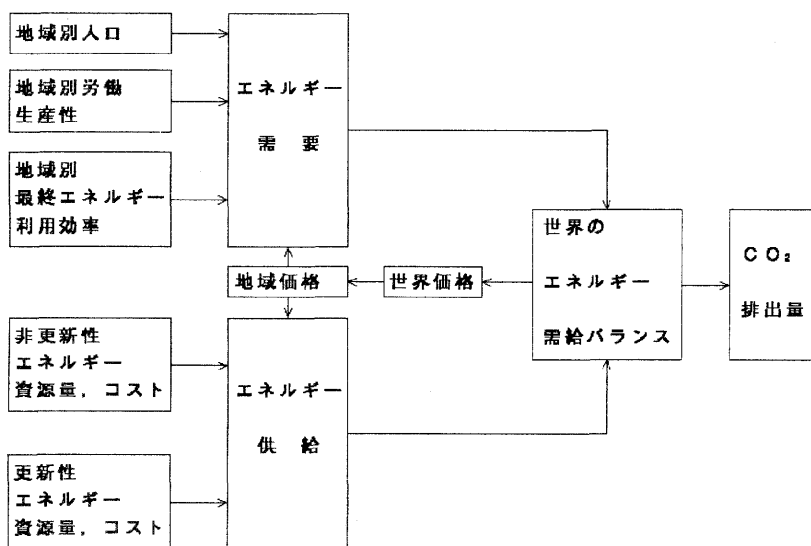 地域別人口
地域別労働
生産性
地域別
最終エネルギー
利用効率
エネルギー
需 要
地域価格
世界価格
世界の
エネルギー
需給バランス
CO₂
排出量
非更新性
エネルギー
資源量，コスト
更新性
エネルギー
資源量，コスト
エネルギー
供 給